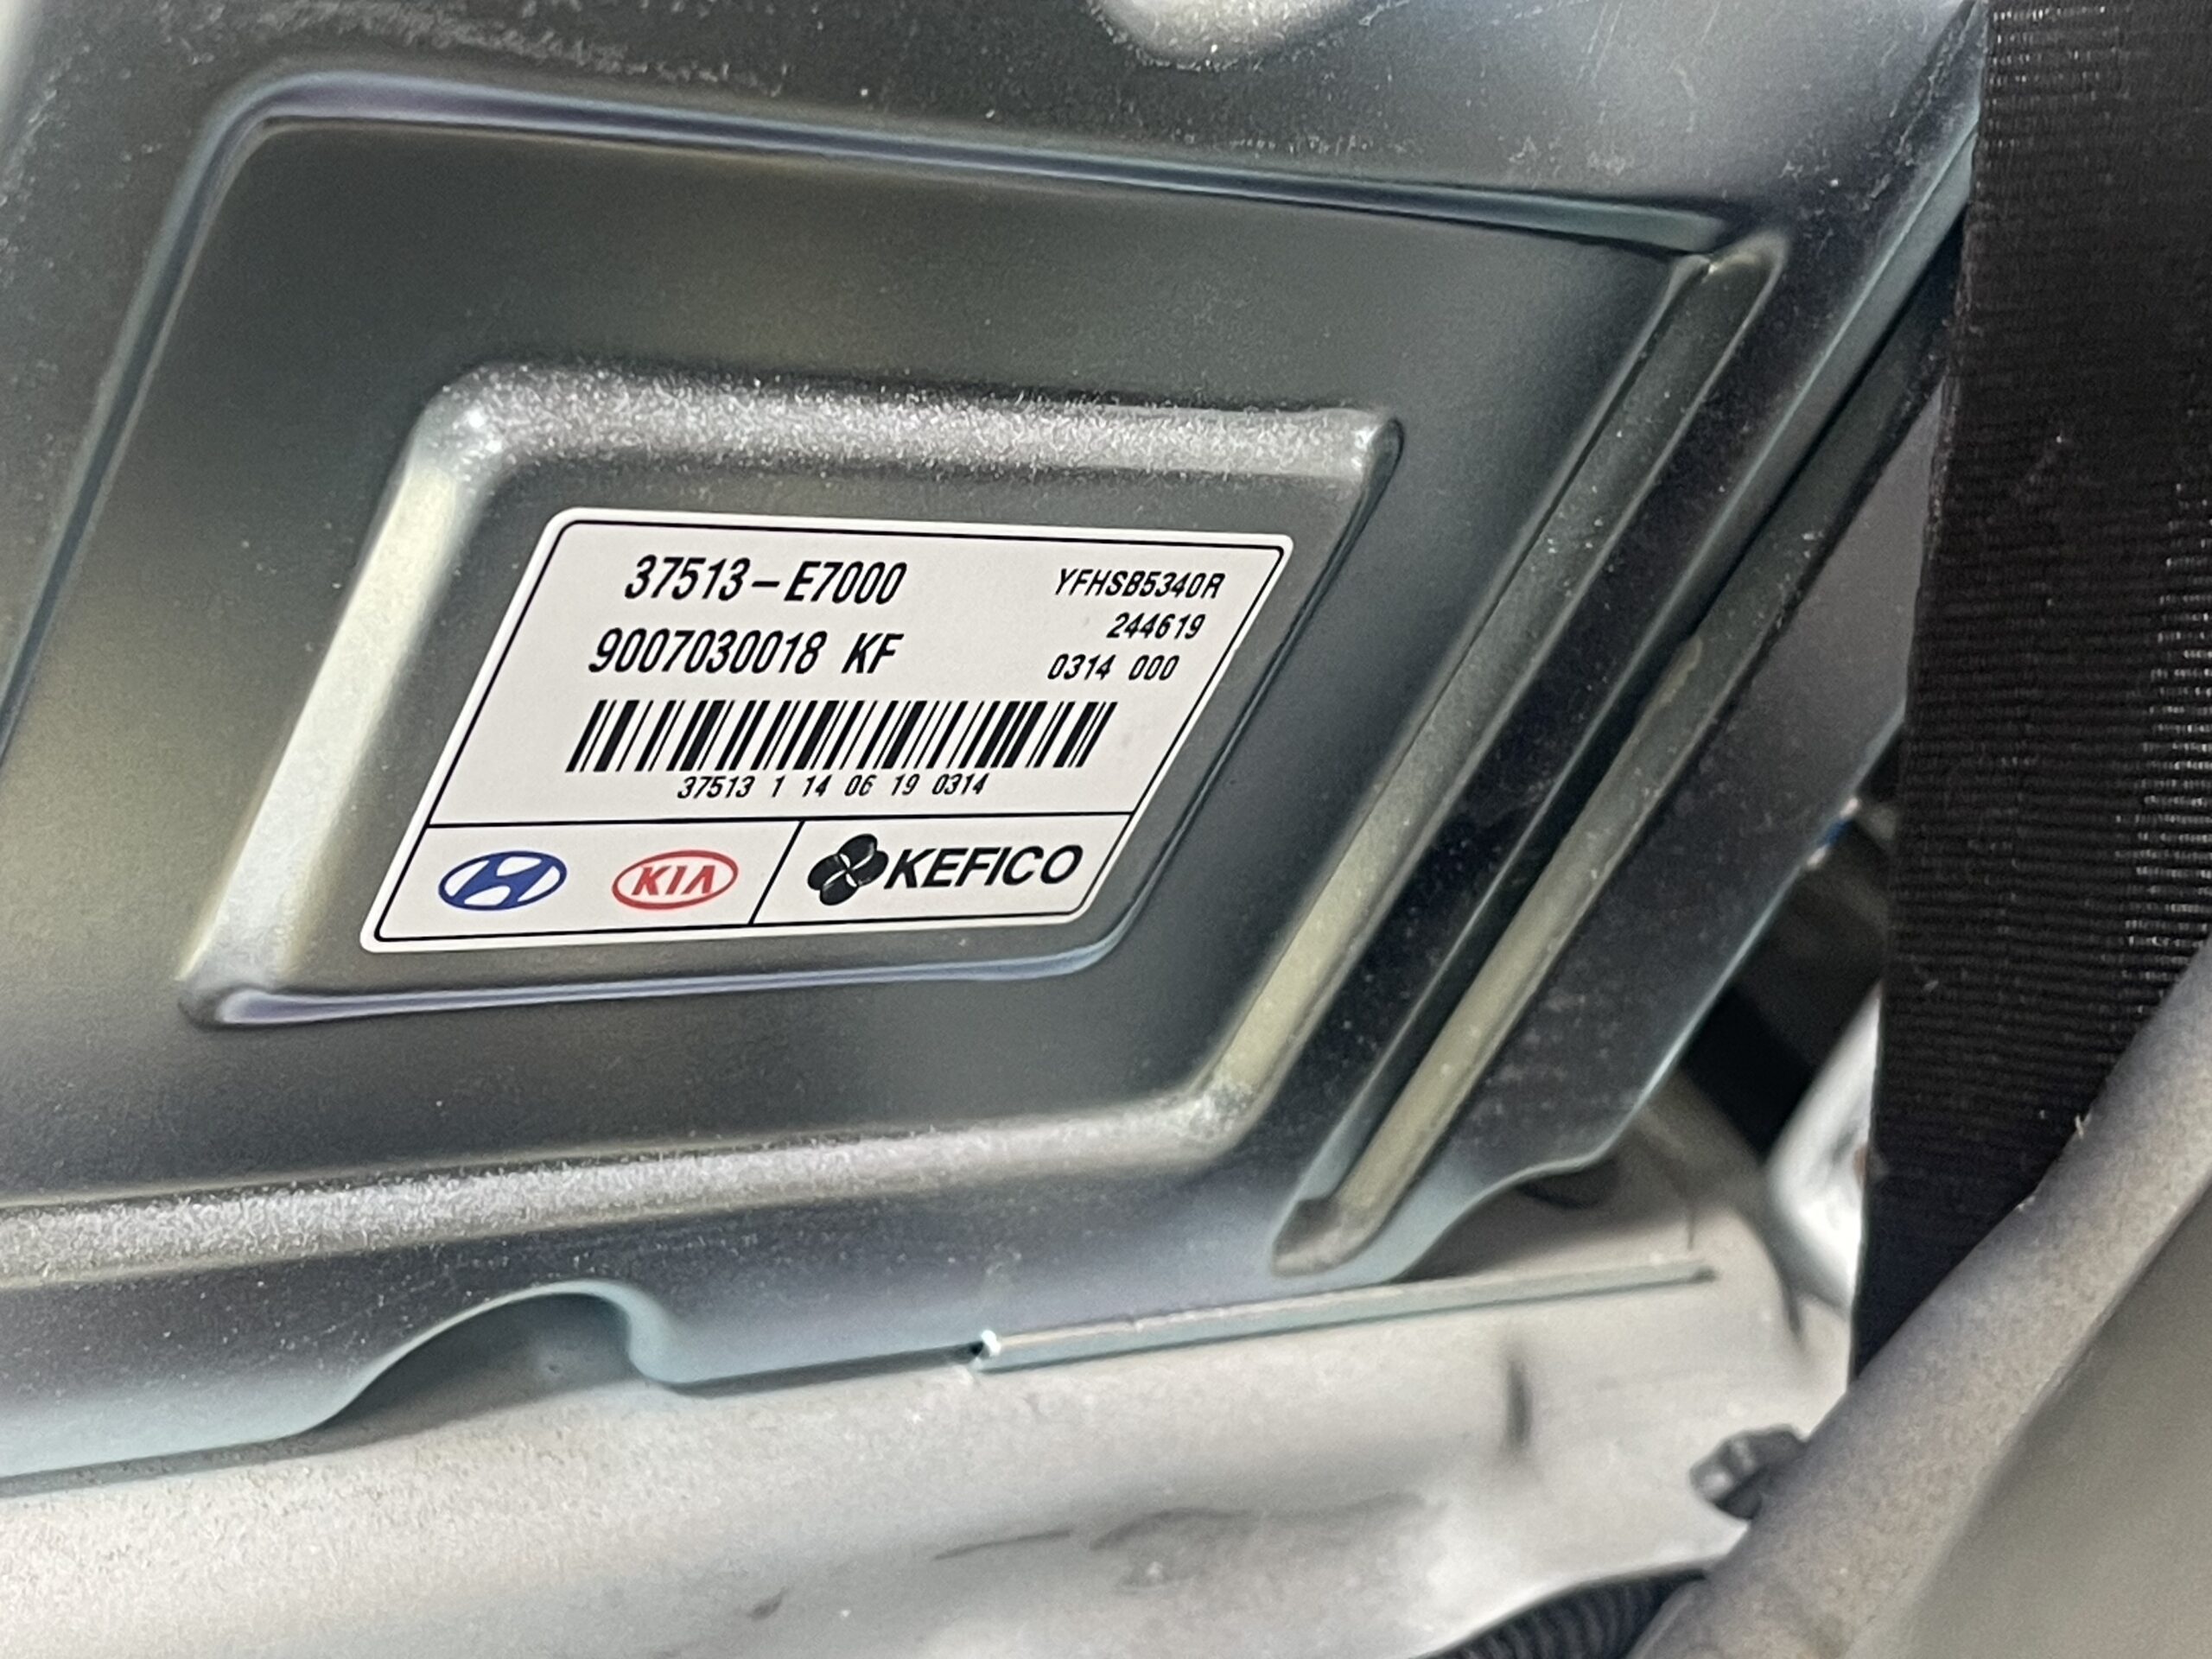 37513-E7000
9007030018 KF
YFHSB5340R
244619
0314 000
37513 1 14 06 19 0314
KIA
KEFICO